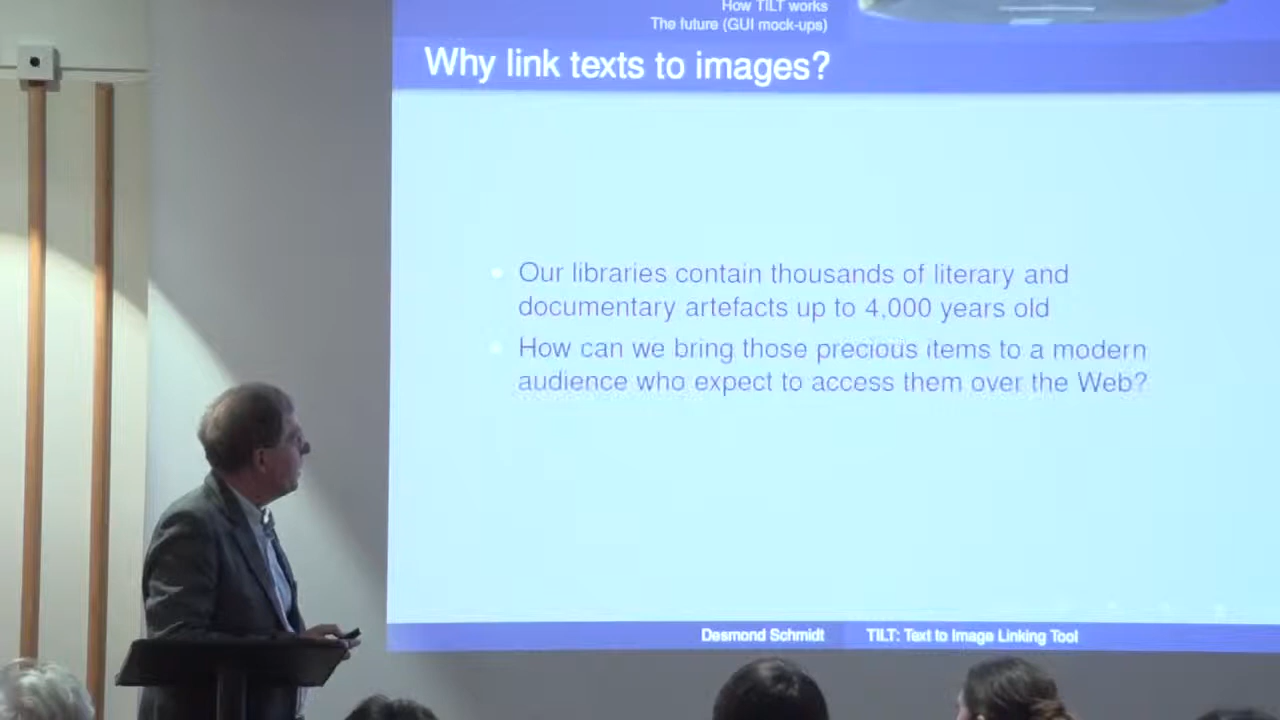 How TILT works
The future (GUI mock-ups)
Why link texts to images?
Our libraries contain thousands of literary and
documentary artefacts up to 4,000 years old
How can we bring those precious items to a modern
audience who expect to access them over the Web?
Desmond Schmidt TILT: Text to Image Linking Tool